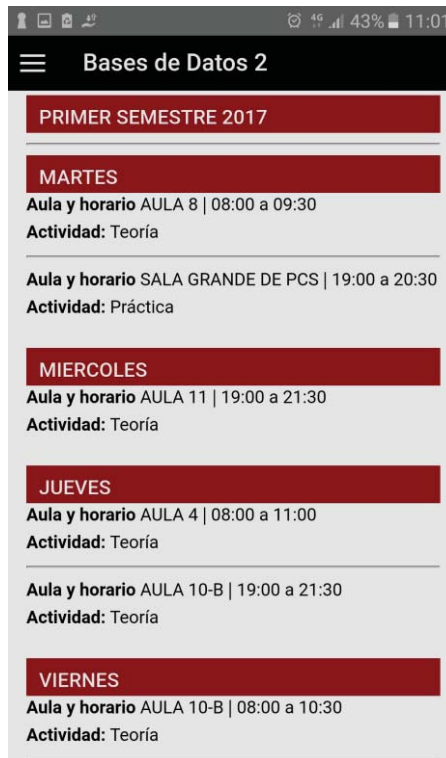 4G 43% 11:01
Bases de Datos 2
PRIMER SEMESTRE 2017
MARTES
Aula y horario AULA 8 | 08:00 a 09:30
Actividad: Teoría
Aula y horario SALA GRANDE DE PCS | 19:00 a 20:30
Actividad: Práctica
MIERCOLES
Aula y horario AULA 11 | 19:00 a 21:30
Actividad: Teoría
JUEVES
Aula y horario AULA 4 | 08:00 a 11:00
Actividad: Teoría
Aula y horario AULA 10-B | 19:00 a 21:30
Actividad: Teoría
VIERNES
Aula y horario AULA 10-B | 08:00 a 10:30
Actividad: Teoría